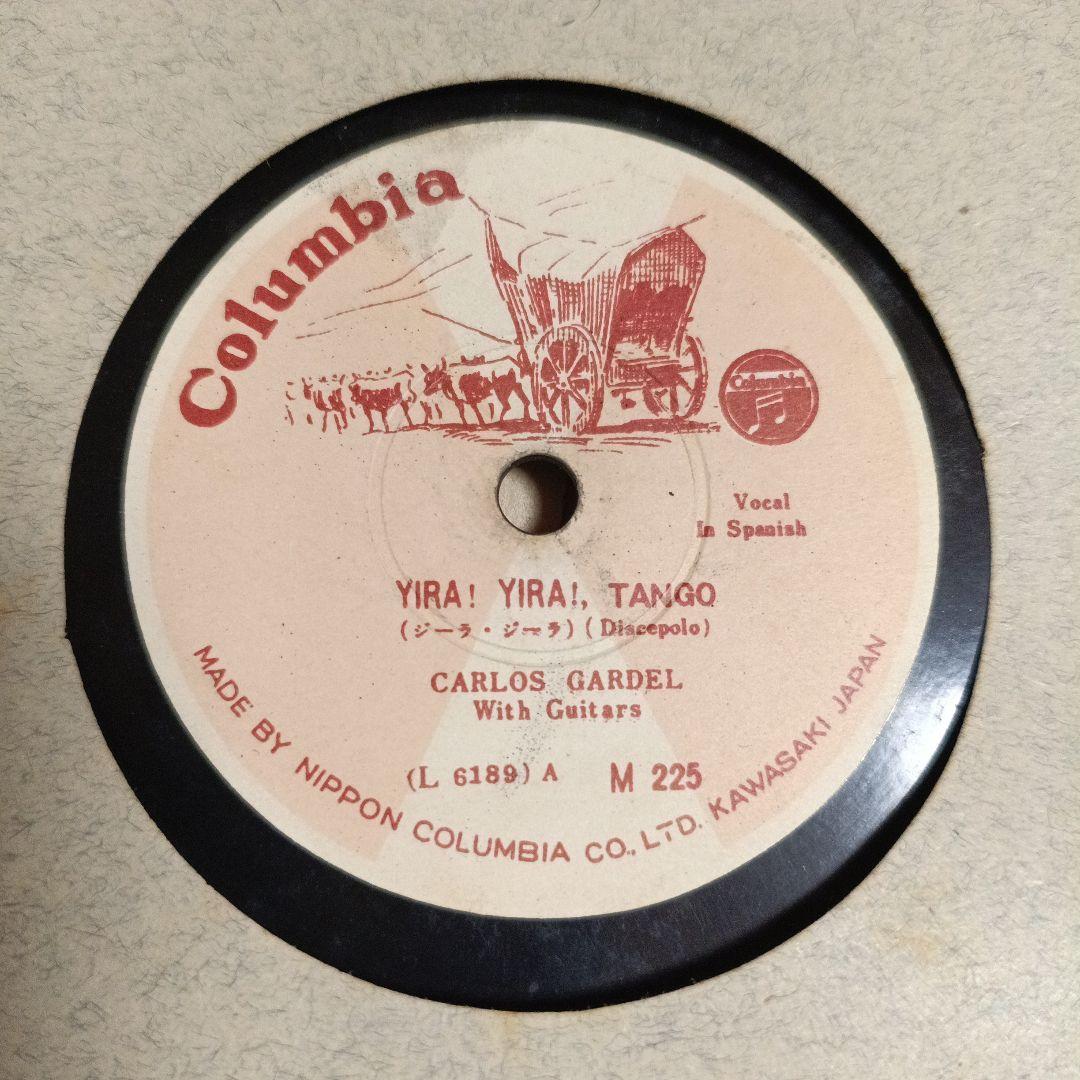 Columbia
Columbia
Vocal
In Spanish
YIRA! YIRA!, TANGO
(ジーラ・ジーラ) (Discepolo)
CARLOS GARDEL
With Guitars
(L 6189) A M 225
MADE BY NIPPON COLUMBIA CO., LTD. KAWASAKI JAPAN